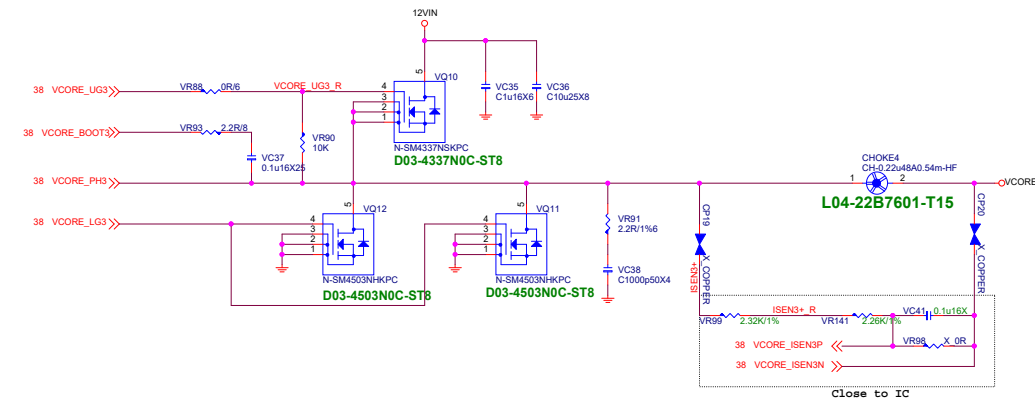 12VIN
5
VQ10
38 VCORE_UG3
VR88
0R/6
VCORE_UG3_R
4
3
2
1
VC35
C1u16X6
VC36
C10u25X8
38 VCORE_BOOT3
VR93
2.2R/8
VR90
10K
N-SM4337NSKPC
D03-4337N0C-ST8
VC37
0.1u16X25
CHOKE4
CH-0.22u48A0.54m-HF
38 VCORE_PH3
1
2
VCORE
L04-22B7601-T15
38 VCORE_LG3
5
VQ12
4
3
2
1
N-SM4503NHKPC
D03-4503N0C-ST8
5
VQ11
4
3
2
1
N-SM4503NHKPC
D03-4503N0C-ST8
VR91
2.2R/1%6
VC38
C1000p50X4
CP19
X_COPPER
ISEN3+
CP20
X_COPPER
ISEN3+_R
VC41
0.1u16X
VR99
2.32K/1%
VR141
2.26K/1%
38 VCORE_ISEN3P
VR98
X_0R
38 VCORE_ISEN3N
Close to IC